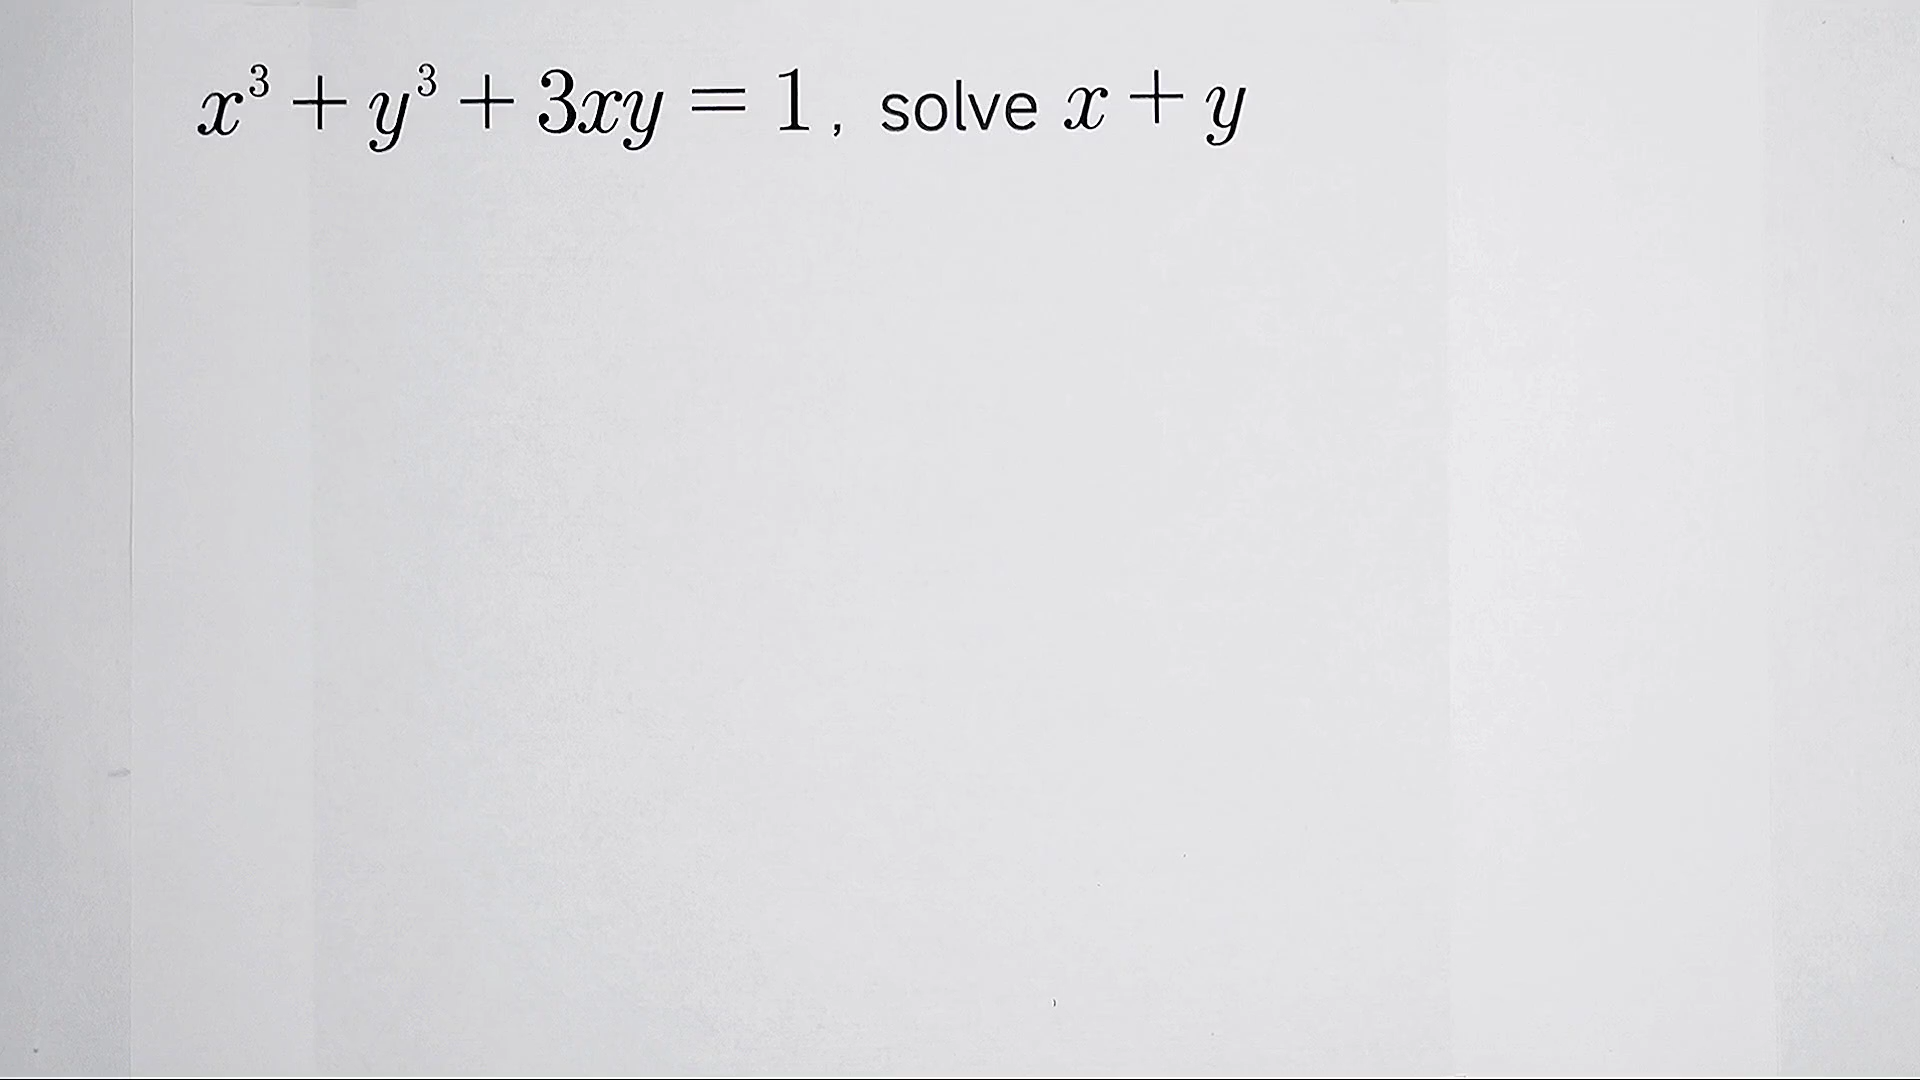 x³ + y³ + 3xy = 1, solve x + y